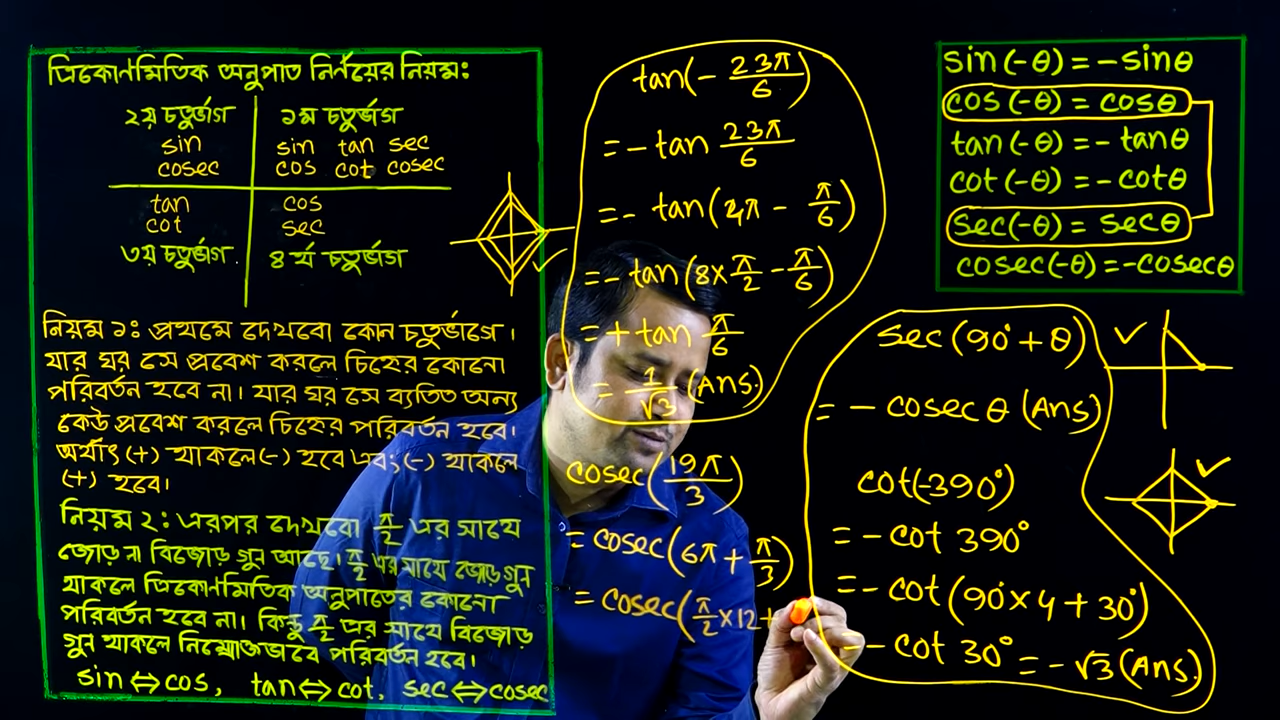 ত্রিকোণমিতিক অনুপাত নির্ণয়ের নিয়ম:
২য় চতুর্ভাগ
১ম চতুর্ভাগ
sin
sin tan sec
cosec
cos cot cosec
tan
cos
cot
sec
৩য় চতুর্ভাগ
৪র্থ চতুর্ভাগ
নিয়ম ১: প্রথমে দেখবো কোন চতুর্ভাগে।
যার ঘর সে প্রবেশ করলে চিহ্নের কোনো
পরিবর্তন হবে না। যার ঘর সে ব্যতিত অন্য
কেউ প্রবেশ করলে চিহ্নের পরিবর্তন হবে।
অর্থাৎ (+) থাকলে (-) হবে এবং (-) থাকলে
(+) হবে।
নিয়ম ২: এরপর দেখবো π/2 এর সাথে
জোড় না বিজোড় গুন আছে। π/2 এর সাথে জোড় গুন
থাকলে ত্রিকোণমিতিক অনুপাতের কোনো
পরিবর্তন হবে না। কিন্তু π/2 এর সাথে বিজোড়
গুন থাকলে নিম্মোক্তভাবে পরিবর্তন হবে।
sin⇔cos, tan⇔cot, sec⇔cosec
tan(- 23π/6)
= - tan 23π/6
= - tan(4π - π/6)
= - tan(8×π/2 - π/6)
= + tan π/6
= 1/√3 (Ans.)
cosec(19π/3)
= cosec(6π + π/3)
= cosec(π/2 × 12 +
sin(-θ) = -sinθ
cos(-θ) = cosθ
tan(-θ) = -tanθ
cot(-θ) = -cotθ
sec(-θ) = secθ
cosec(-θ) = -cosecθ
sec(90° + θ)
= - cosec θ (Ans)
cot(-390°)
= - cot 390°
= - cot (90°×4 + 30°)
= - cot 30° = - √3 (Ans.)